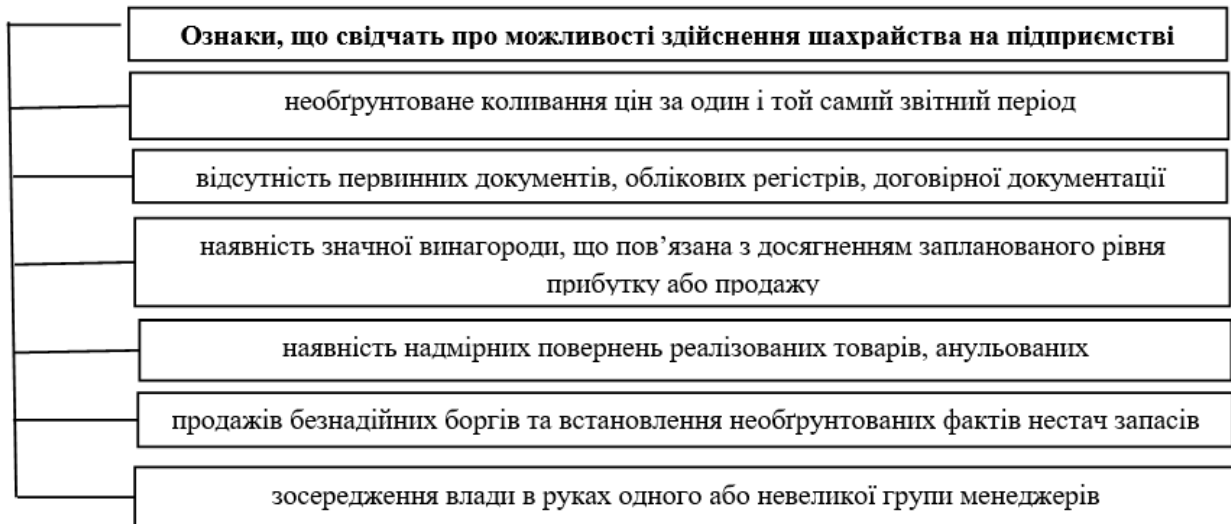 Ознаки, що свідчать про можливості здійснення шахрайства на підприємстві
необґрунтоване коливання цін за один і той самий звітний період
відсутність первинних документів, облікових регістрів, договірної документації
наявність значної винагороди, що пов’язана з досягненням запланованого рівня
прибутку або продажу
наявність надмірних повернень реалізованих товарів, анульованих
продажів безнадійних боргів та встановлення необґрунтованих фактів нестач запасів
зосередження влади в руках одного або невеликої групи менеджерів